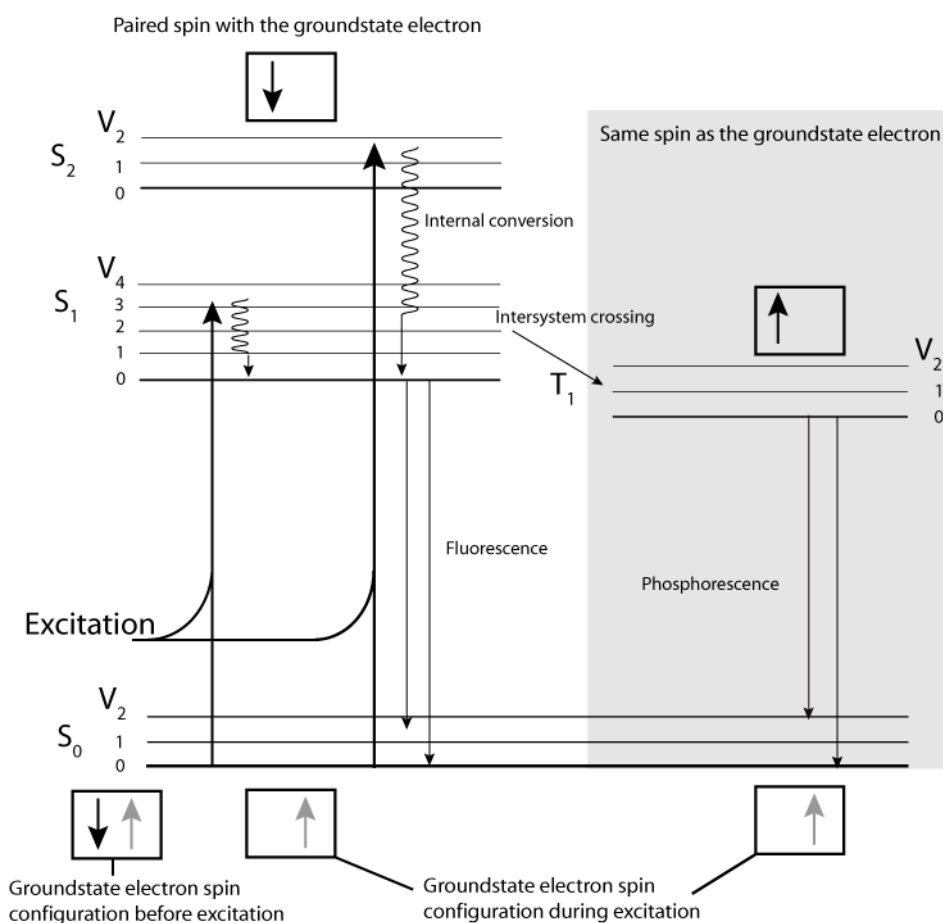 Paired spin with the groundstate electron
V2
2
S2
1
0
Same spin as the groundstate electron
Internal conversion
V4
4
S1
3
2
1
0
Intersystem crossing
T1
V2
2
1
0
Fluorescence
Phosphorescence
Excitation
V2
2
S0
1
0
Groundstate electron spin
configuration before excitation
Groundstate electron spin
configuration during excitation